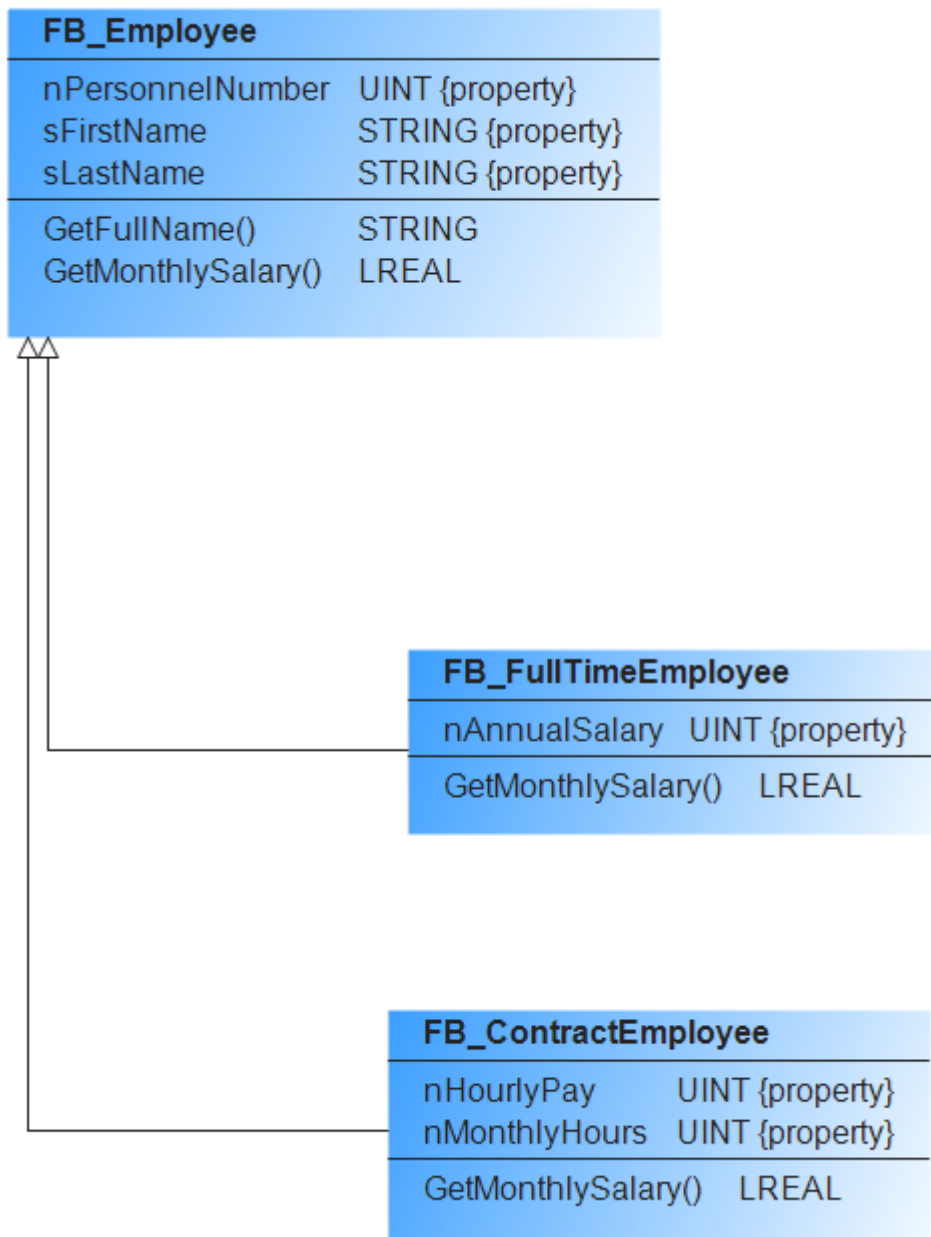 FB_Employee
nPersonnelNumber UINT {property}
sFirstName STRING {property}
sLastName STRING {property}
GetFullName() STRING
GetMonthlySalary() LREAL
FB_FullTimeEmployee
nAnnualSalary UINT {property}
GetMonthlySalary() LREAL
FB_ContractEmployee
nHourlyPay UINT {property}
nMonthlyHours UINT {property}
GetMonthlySalary() LREAL